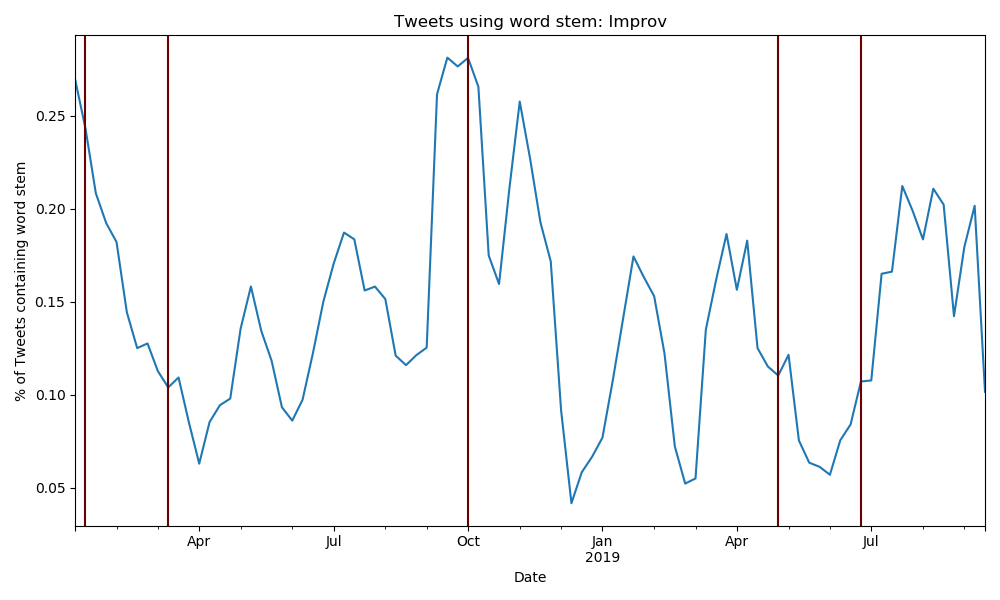 Tweets using word stem: Improv
% of Tweets containing word stem
0.25
0.20
0.15
0.10
0.05
Apr
Jul
Oct
Jan
2019
Apr
Jul
Date